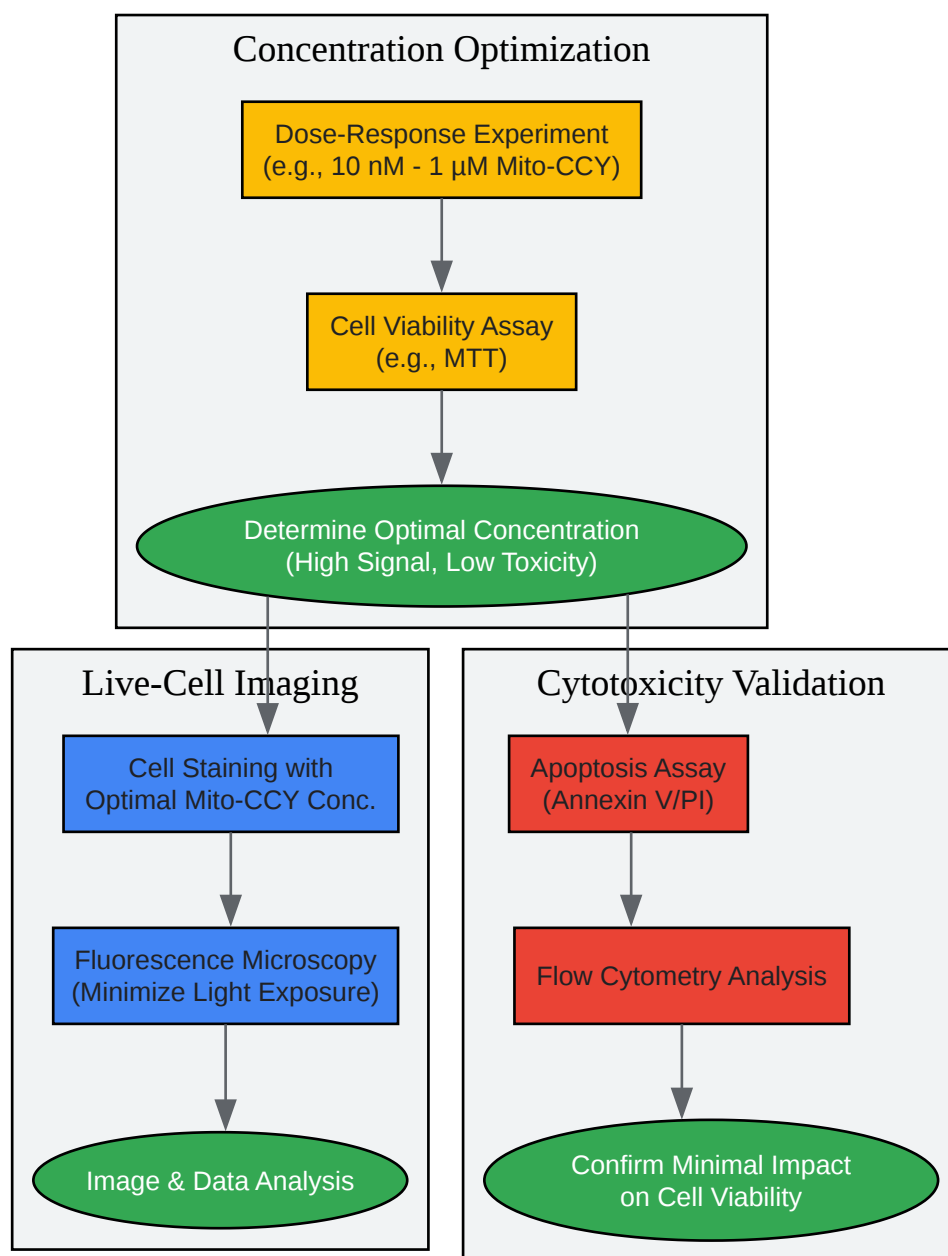 Concentration Optimization
Dose-Response Experiment
(e.g., 10 nM - 1 µM Mito-CCY)
Cell Viability Assay
(e.g., MTT)
Determine Optimal Concentration
(High Signal, Low Toxicity)
Live-Cell Imaging
Cell Staining with
Optimal Mito-CCY Conc.
Fluorescence Microscopy
(Minimize Light Exposure)
Image & Data Analysis
Cytotoxicity Validation
Apoptosis Assay
(Annexin V/PI)
Flow Cytometry Analysis
Confirm Minimal Impact
on Cell Viability